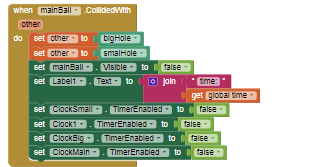 when mainBall .CollidedWith
other
do set other to bigHole
set other to smalHole
set mainBall . Visible to false
set Label1 . Text to join " time: "
get global time
set ClockSmall . TimerEnabled to false
set Clock1 . TimerEnabled to false
set ClockBig . TimerEnabled to false
set ClockMain . TimerEnabled to false